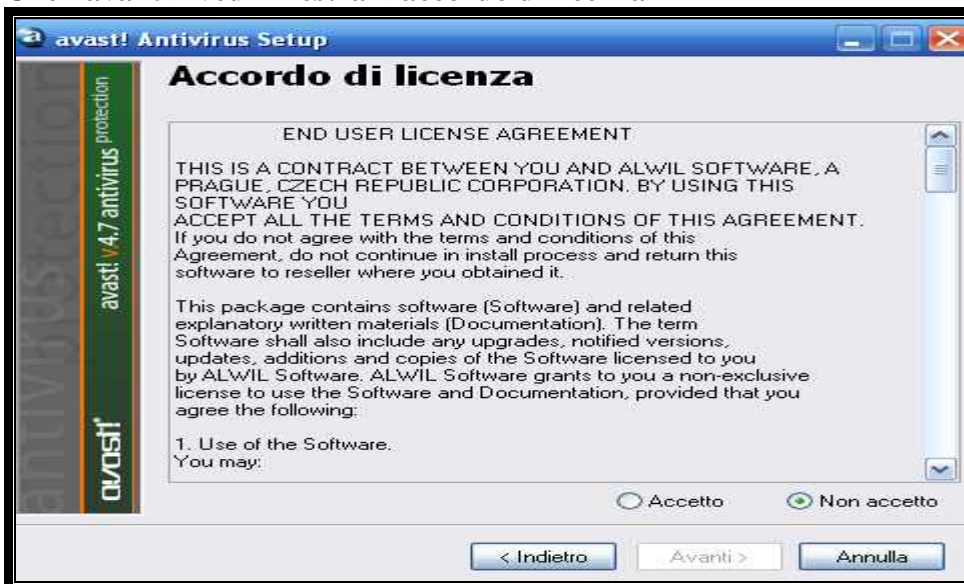 avast! Antivirus Setup
Accordo di licenza
END USER LICENSE AGREEMENT
THIS IS A CONTRACT BETWEEN YOU AND ALWIL SOFTWARE, A
PRAGUE, CZECH REPUBLIC CORPORATION. BY USING THIS
SOFTWARE YOU
ACCEPT ALL THE TERMS AND CONDITIONS OF THIS AGREEMENT.
If you do not agree with the terms and conditions of this
Agreement, do not continue in install process and return this
software to reseller where you obtained it.
This package contains software (Software) and related
explanatory written materials (Documentation). The term
Software shall also include any upgrades, notified versions,
updates, additions and copies of the Software licensed to you
by ALWIL Software. ALWIL Software grants to you a non-exclusive
license to use the Software and Documentation, provided that you
agree the following:
1. Use of the Software.
You may:
Accetto
Non accetto
< Indietro
Avanti >
Annulla
avast! v.4.7 antivirus protection
avast!